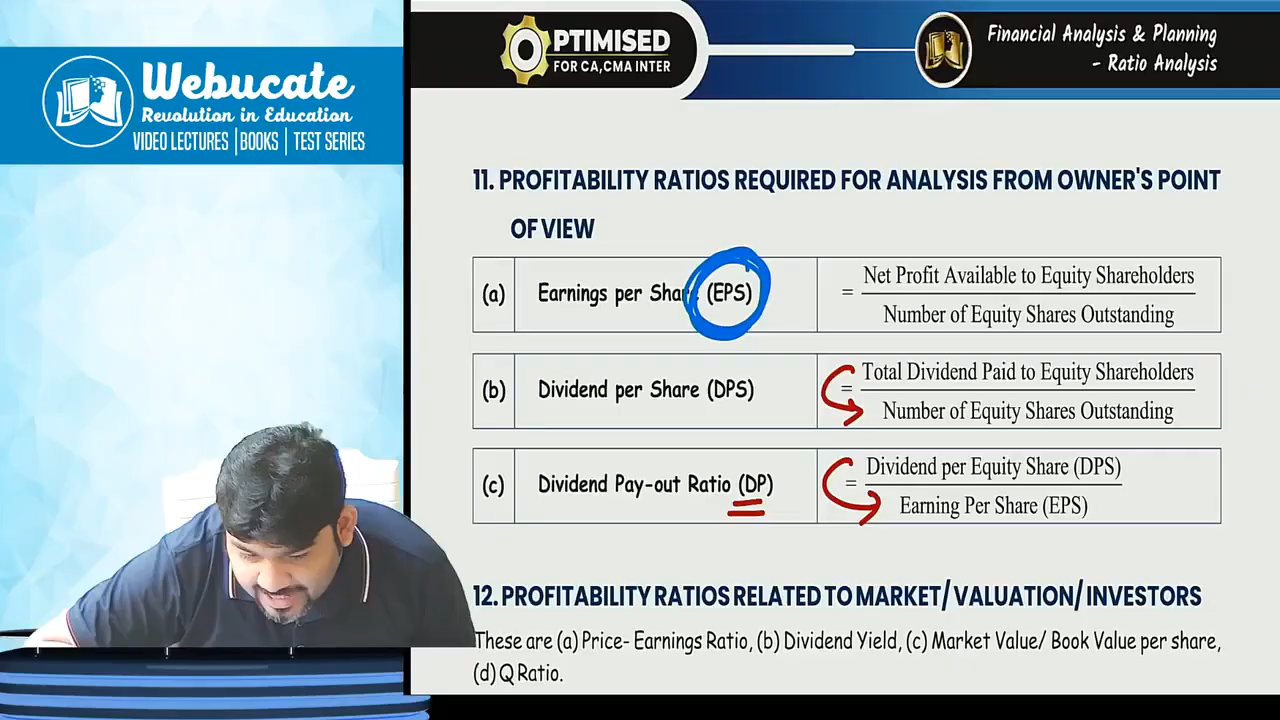 Webucate
Revolution in Education
VIDEO LECTURES | BOOKS | TEST SERIES
OPTIMISED
FOR CA,CMA INTER
Financial Analysis & Planning
- Ratio Analysis
11. PROFITABILITY RATIOS REQUIRED FOR ANALYSIS FROM OWNER'S POINT
OF VIEW
(a) Earnings per Share (EPS) = Net Profit Available to Equity Shareholders
Number of Equity Shares Outstanding
(b) Dividend per Share (DPS) = Total Dividend Paid to Equity Shareholders
Number of Equity Shares Outstanding
(c) Dividend Pay-out Ratio (DP) = Dividend per Equity Share (DPS)
Earning Per Share (EPS)
12. PROFITABILITY RATIOS RELATED TO MARKET/ VALUATION/ INVESTORS
These are (a) Price- Earnings Ratio, (b) Dividend Yield, (c) Market Value/ Book Value per share,
(d) Q Ratio.